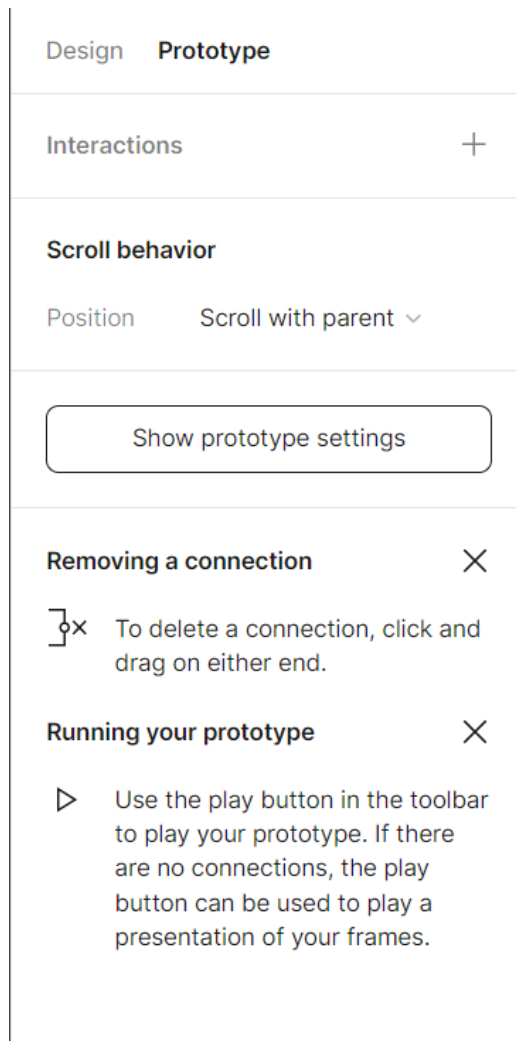 Design Prototype
Interactions
Scroll behavior
Position Scroll with parent
Show prototype settings
Removing a connection
To delete a connection, click and
drag on either end.
Running your prototype
Use the play button in the toolbar
to play your prototype. If there
are no connections, the play
button can be used to play a
presentation of your frames.